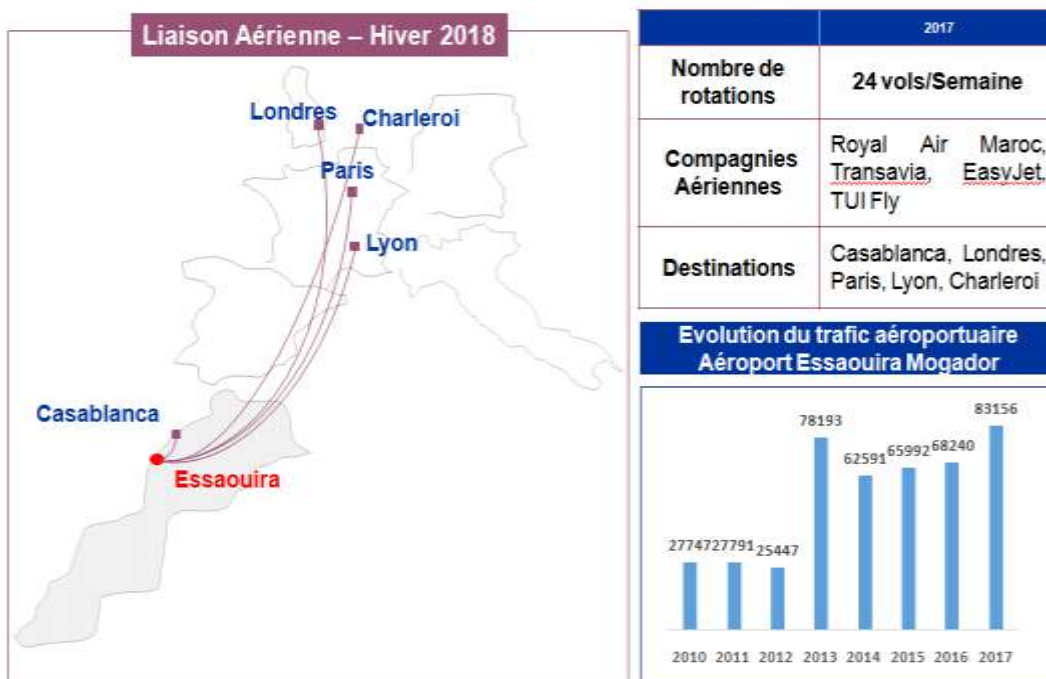 Liaison Aérienne – Hiver 2018
Londres
Charleroi
Paris
Lyon
Casablanca
Essaouira
2017
Nombre de
rotations
24 vols/Semaine
Compagnies
Aériennes
Royal Air Maroc,
Transavia, EasyJet,
TUI Fly
Destinations
Casablanca, Londres,
Paris, Lyon, Charleroi
Evolution du trafic aéroportuaire
Aéroport Essaouira Mogador
27747 27791 25447 78193 62591 65992 68240 83156
2010 2011 2012 2013 2014 2015 2016 2017